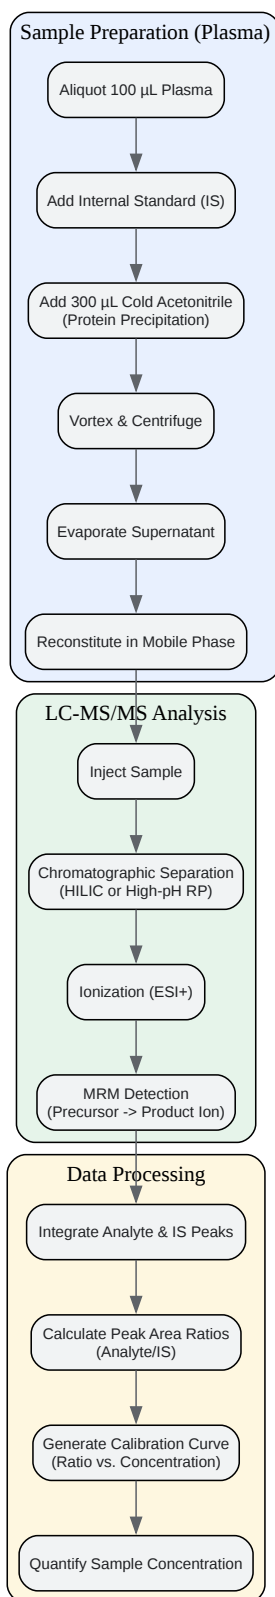 Sample Preparation (Plasma)
Aliquot 100 µL Plasma
Add Internal Standard (IS)
Add 300 µL Cold Acetonitrile
(Protein Precipitation)
Vortex & Centrifuge
Evaporate Supernatant
Reconstitute in Mobile Phase
LC-MS/MS Analysis
Inject Sample
Chromatographic Separation
(HILIC or High-pH RP)
Ionization (ESI+)
MRM Detection
(Precursor -> Product Ion)
Data Processing
Integrate Analyte & IS Peaks
Calculate Peak Area Ratios
(Analyte/IS)
Generate Calibration Curve
(Ratio vs. Concentration)
Quantify Sample Concentration